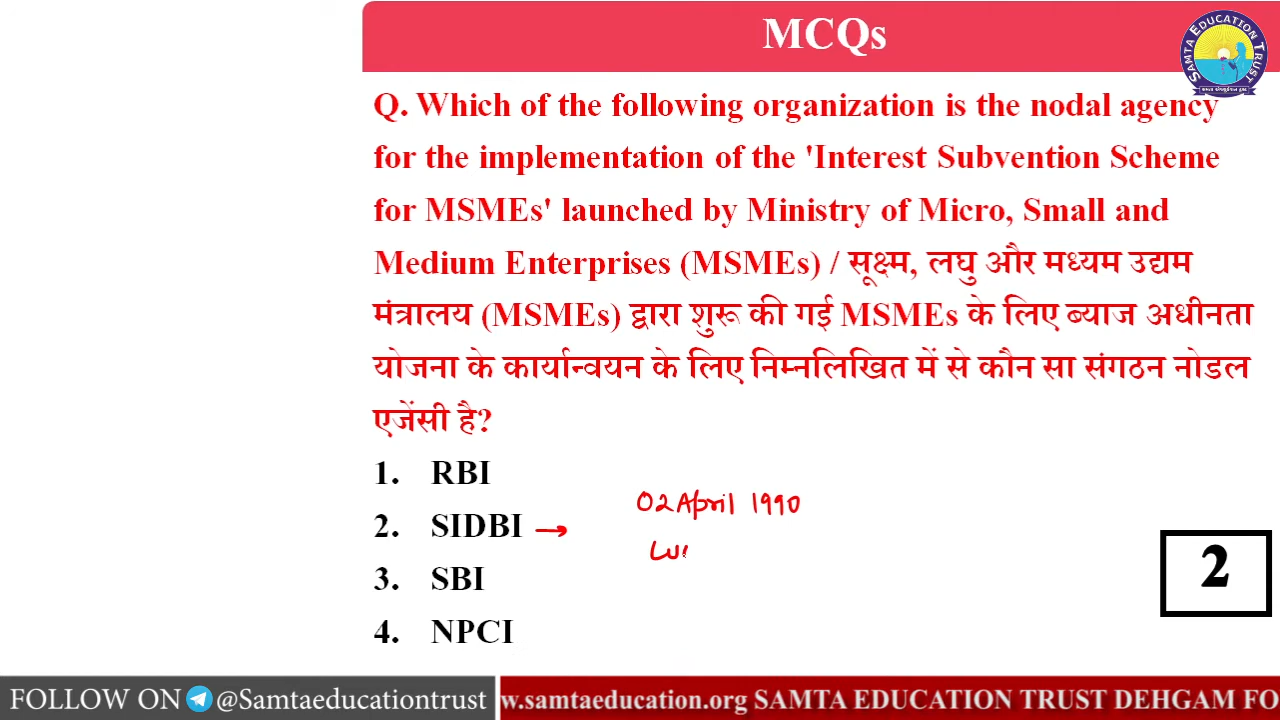 MCQs
SAMTA EDUCATION TRUST
Q. Which of the following organization is the nodal agency
for the implementation of the 'Interest Subvention Scheme
for MSMEs' launched by Ministry of Micro, Small and
Medium Enterprises (MSMEs) / सूक्ष्म, लघु और मध्यम उद्यम
मंत्रालय (MSMEs) द्वारा शुरू की गई MSMEs के लिए ब्याज अधीनता
योजना के कार्यान्वयन के लिए निम्नलिखित में से कौन सा संगठन नोडल
एजेंसी है?
1. RBI
02 April 1990
2. SIDBI →
3. SBI
4. NPCI
2
FOLLOW ON @Samtaeducationtrust
w.samtaeducation.org SAMTA EDUCATION TRUST DEHGAM FO